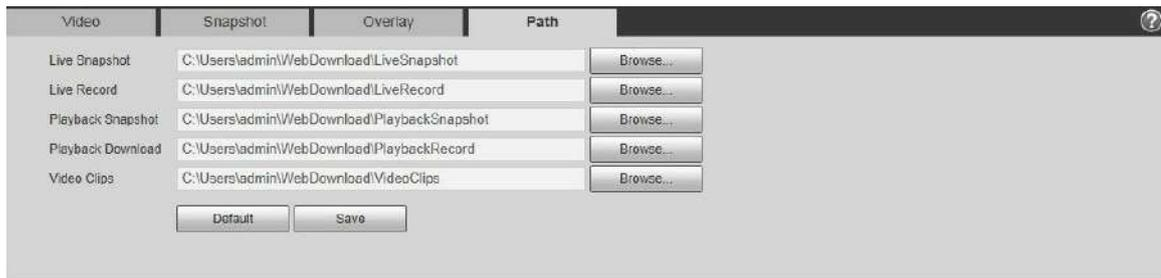 Video Snapshot Overlay Path ?
Live Snapshot C:\Users\admin\WebDownload\LiveSnapshot Browse...
Live Record C:\Users\admin\WebDownload\LiveRecord Browse...
Playback Snapshot C:\Users\admin\WebDownload\PlaybackSnapshot Browse...
Playback Download C:\Users\admin\WebDownload\PlaybackRecord Browse...
Video Clips C:\Users\admin\WebDownload\VideoClips Browse...
Default Save